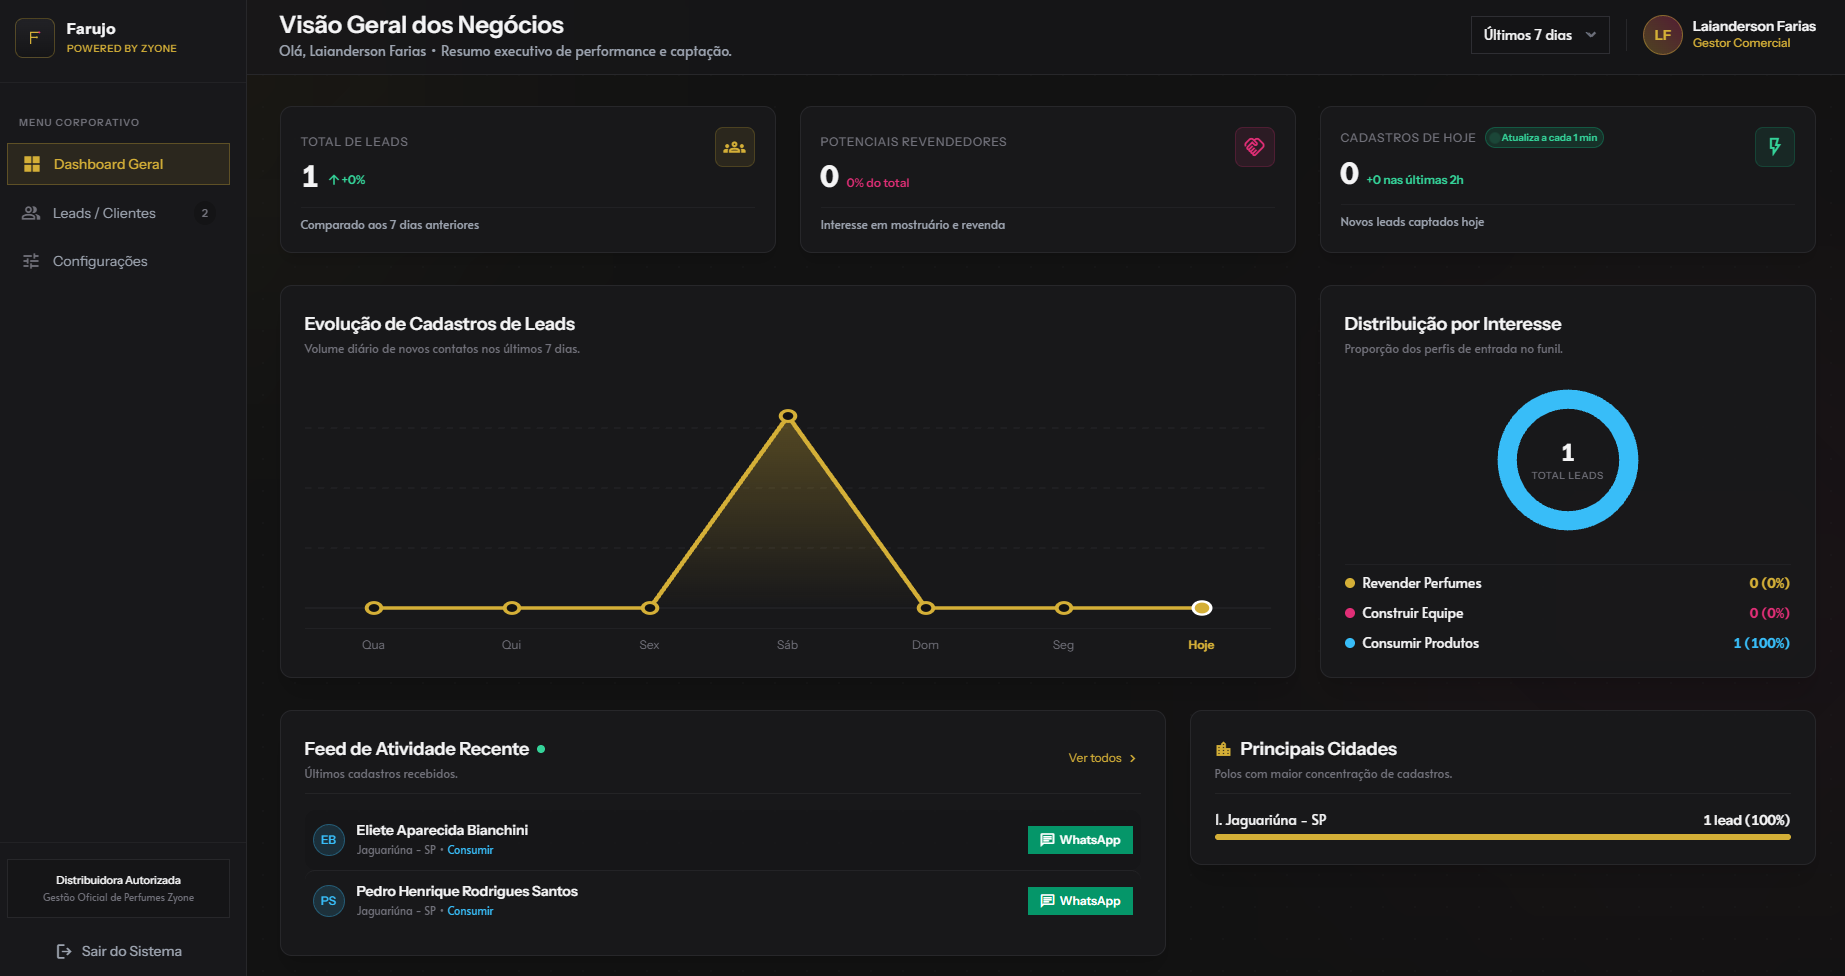 F
Farujo
POWERED BY ZYONE
MENU CORPORATIVO
Dashboard Geral
Leads / Clientes 2
Configurações
Distribuidora Autorizada
Gestão Oficial de Perfumes Zyone
Sair do Sistema
Visão Geral dos Negócios
Olá, Laianderson Farias • Resumo executivo de performance e captação.
Últimos 7 dias
LF
Laianderson Farias
Gestor Comercial
TOTAL DE LEADS
1 +0%
Comparado aos 7 dias anteriores
POTENCIAIS REVENDEDORES
0 0% do total
Interesse em mostruário e revenda
CADASTROS DE HOJE Atualiza a cada 1 min
0 +0 nas últimas 2h
Novos leads captados hoje
Evolução de Cadastros de Leads
Volume diário de novos contatos nos últimos 7 dias.
Qua Qui Sex Sáb Dom Seg Hoje
Distribuição por Interesse
Proporção dos perfis de entrada no funil.
1
TOTAL LEADS
Revender Perfumes 0 (0%)
Construir Equipe 0 (0%)
Consumir Produtos 1 (100%)
Feed de Atividade Recente
Últimos cadastros recebidos.
Ver todos
EB
Eliete Aparecida Bianchini
Jaguariúna - SP • Consumir
WhatsApp
PS
Pedro Henrique Rodrigues Santos
Jaguariúna - SP • Consumir
WhatsApp
Principais Cidades
Polos com maior concentração de cadastros.
1. Jaguariúna - SP 1 lead (100%)